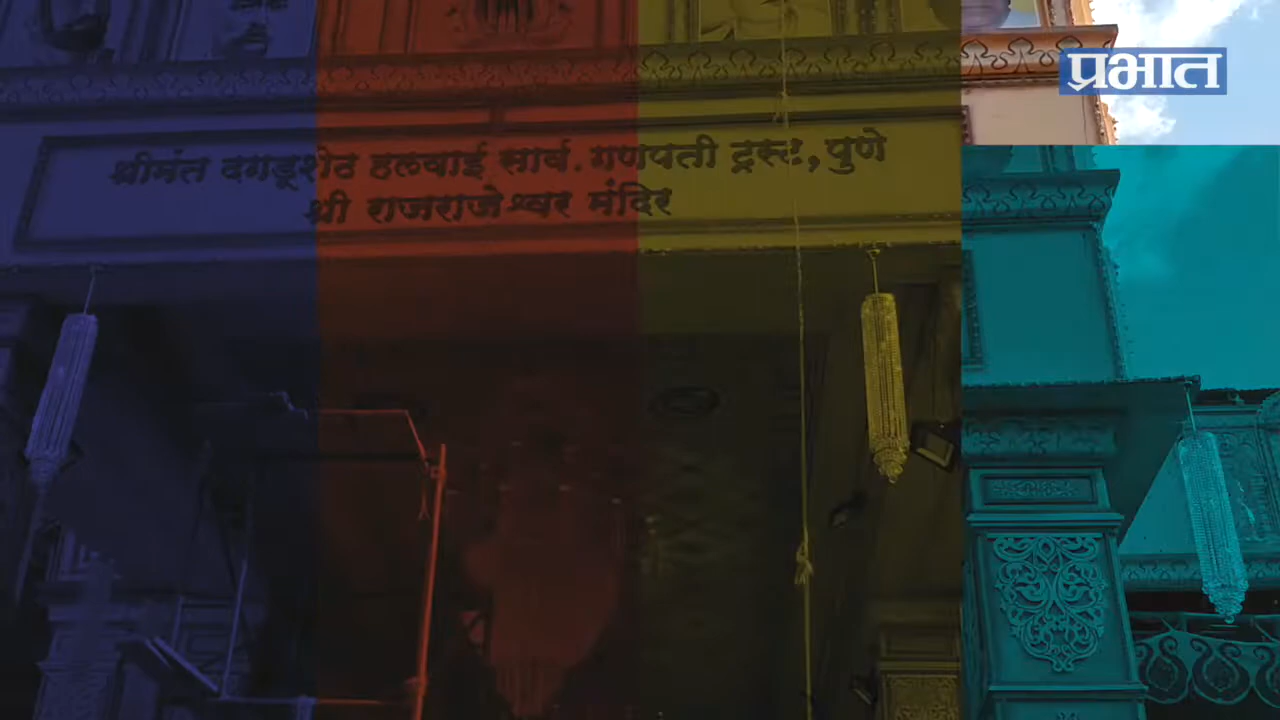 प्रभात
श्रीमंत दगडूशेठ हलवाई सार्व. गणपती ट्रस्ट, पुणे
श्री राजराजेश्वर मंदिर